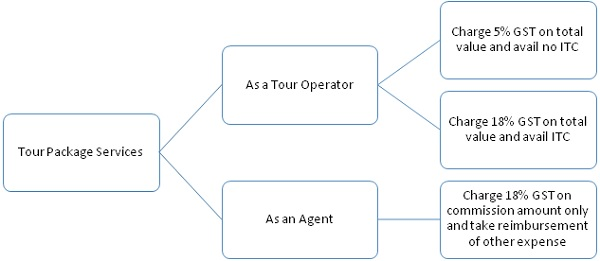 Tour Package Services
As a Tour Operator
Charge 5% GST on total
value and avail no ITC
Charge 18% GST on total
value and avail ITC
As an Agent
Charge 18% GST on
commission amount only
and take reimbursement
of other expense